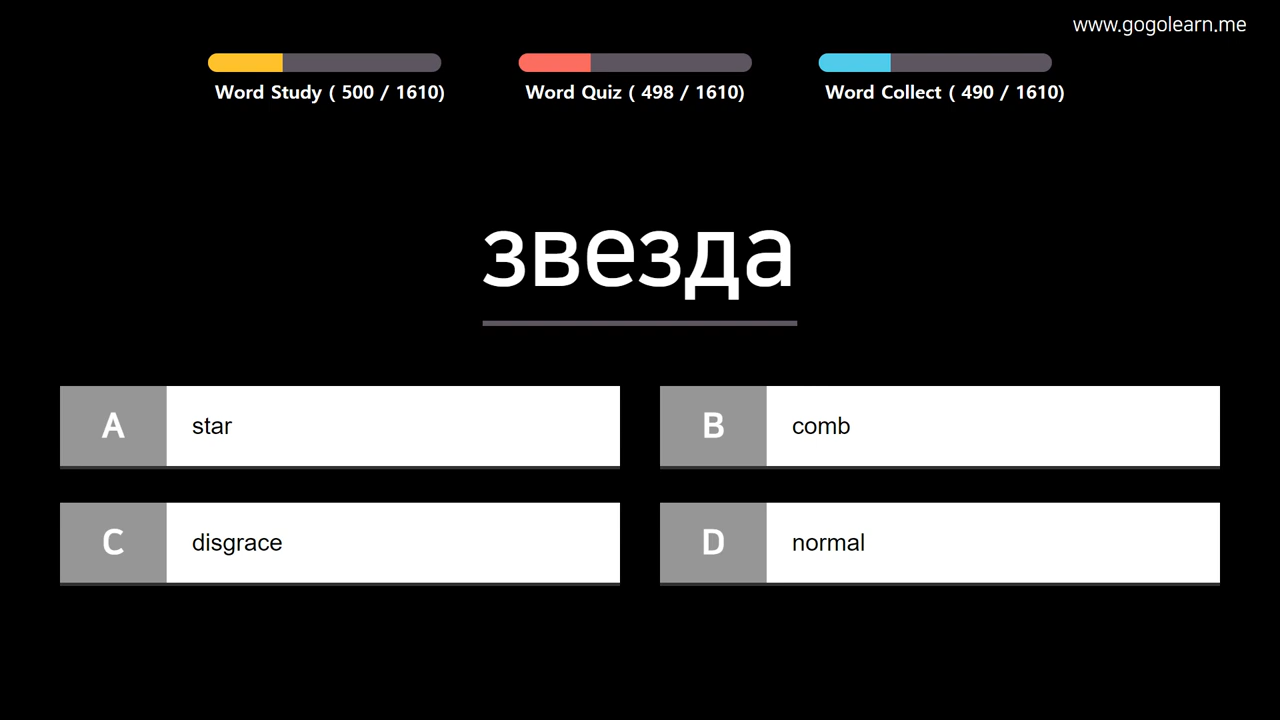 www.gogolearn.me
Word Study ( 500 / 1610)
Word Quiz ( 498 / 1610)
Word Collect ( 490 / 1610)
звезда
A star
B comb
C disgrace
D normal